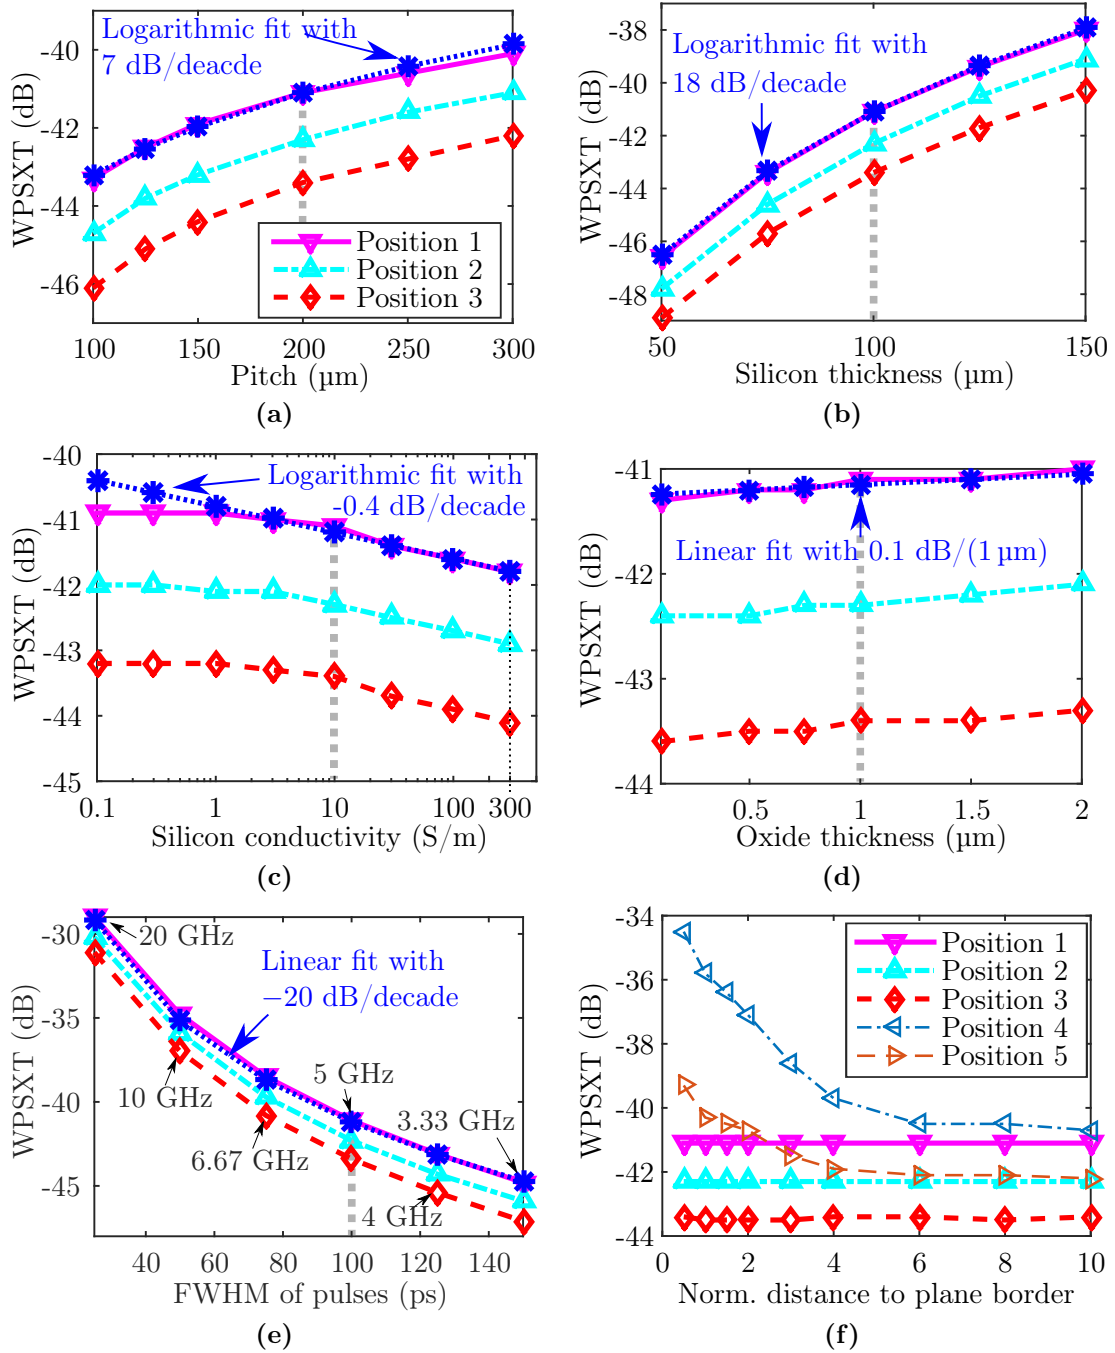 -40
-42
-44
-46
WPSXT (dB)
Logarithmic fit with
7 dB/deacde
Position 1
Position 2
Position 3
100 150 200 250 300
Pitch (µm)
(a)
-38
-40
-42
-44
-46
-48
WPSXT (dB)
Logarithmic fit with
18 dB/decade
50 100 150
Silicon thickness (µm)
(b)
-40
-41
-42
-43
-44
-45
WPSXT (dB)
Logarithmic fit with
-0.4 dB/decade
0.1 1 10 100 300
Silicon conductivity (S/m)
(c)
-41
-42
-43
-44
WPSXT (dB)
Linear fit with 0.1 dB/(1 µm)
0.5 1 1.5 2
Oxide thickness (µm)
(d)
-30
-35
-40
-45
WPSXT (dB)
20 GHz
Linear fit with
−20 dB/decade
10 GHz
5 GHz
6.67 GHz
3.33 GHz
4 GHz
40 60 80 100 120 140
FWHM of pulses (ps)
(e)
-34
-36
-38
-40
-42
-44
WPSXT (dB)
Position 1
Position 2
Position 3
Position 4
Position 5
0 2 4 6 8 10
Norm. distance to plane border
(f)